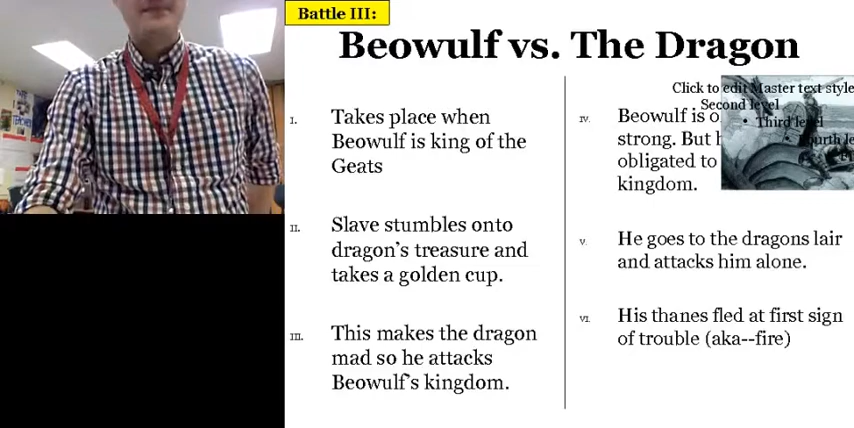 Battle III:
Beowulf vs. The Dragon
I. Takes place when
Beowulf is king of the
Geats
II. Slave stumbles onto
dragon's treasure and
takes a golden cup.
III. This makes the dragon
mad so he attacks
Beowulf's kingdom.
Click to edit Master text style
Second level
• Third level
• Fourth le
IV. Beowulf is o
strong. But h
obligated to
kingdom.
V. He goes to the dragons lair
and attacks him alone.
VI. His thanes fled at first sign
of trouble (aka--fire)